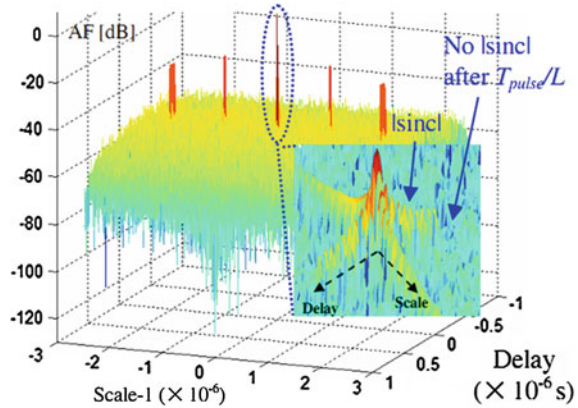 AF [dB]
0
-20
-40
-60
-80
-100
-120
No |sinc|
after T_pulse/L
|sinc|
Delay
Scale
-3
-2
-1
0
1
2
3
Scale-1 (× 10⁻⁶)
1
0.5
0
-0.5
-1
Delay
(× 10⁻⁶ s)